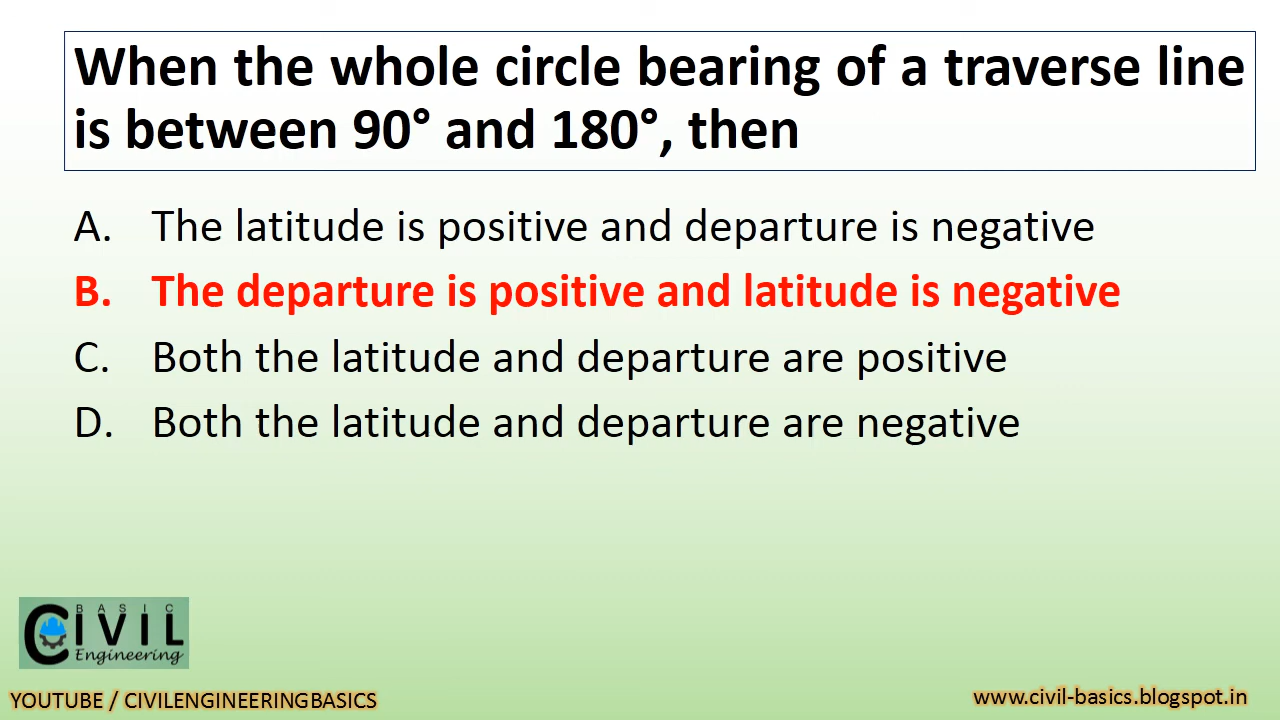 When the whole circle bearing of a traverse line
is between 90° and 180°, then
A. The latitude is positive and departure is negative
B. The departure is positive and latitude is negative
C. Both the latitude and departure are positive
D. Both the latitude and departure are negative
BASIC
CIVIL
Engineering
YOUTUBE / CIVILENGINEERINGBASICS
www.civil-basics.blogspot.in